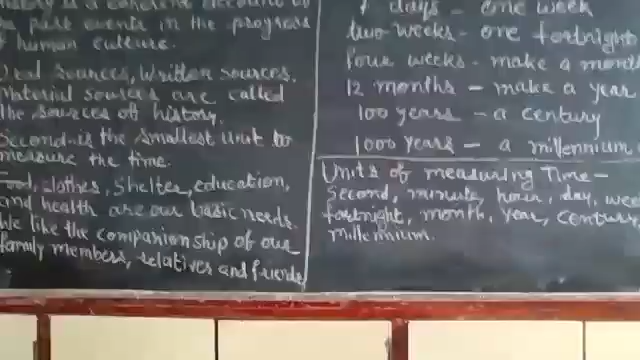 history is a coherent account of
past events in the progress
human culture.
Oral sources, written sources,
Material sources are called
the sources of history.
Second is the smallest unit to
measure the time.
Food, clothes, shelter, education,
and health are our basic needs.
We like the companionship of our
family members, relatives and friends
7 days - one week
two weeks - one fortnight
four weeks - make a month
12 months - make a year
100 years - a century
1000 years - a millennium
Units of measuring Time -
Second, minute, hour, day, week
fortnight, month, year, century,
millennium.